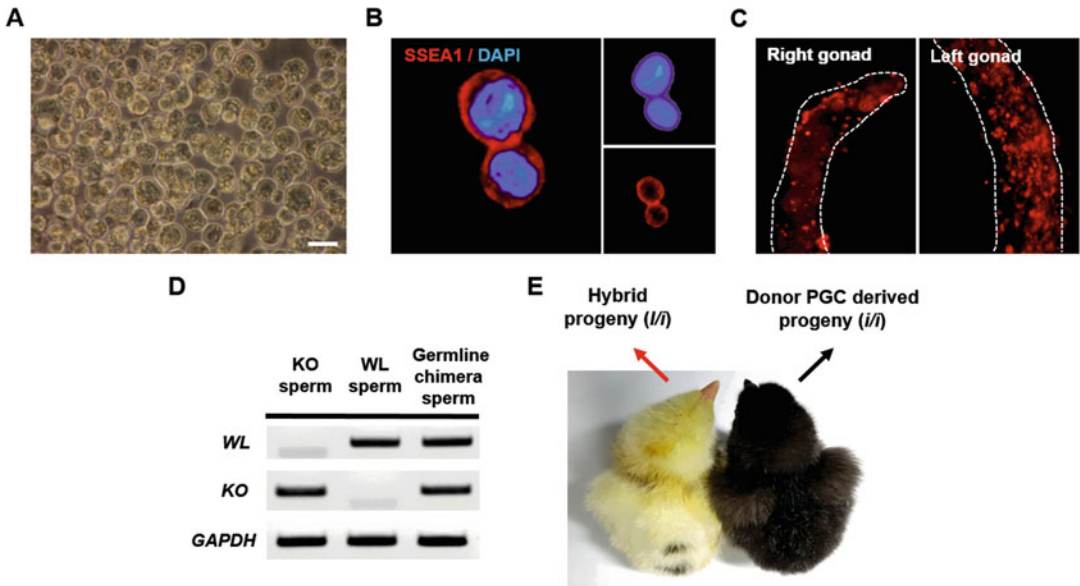 A
B
C
SSEA1 / DAPI
Right gonad
Left gonad
D
E
KO
sperm
WL
sperm
Germline
chimera
sperm
WL
KO
GAPDH
Hybrid
progeny (I/i)
Donor PGC derived
progeny (i/i)